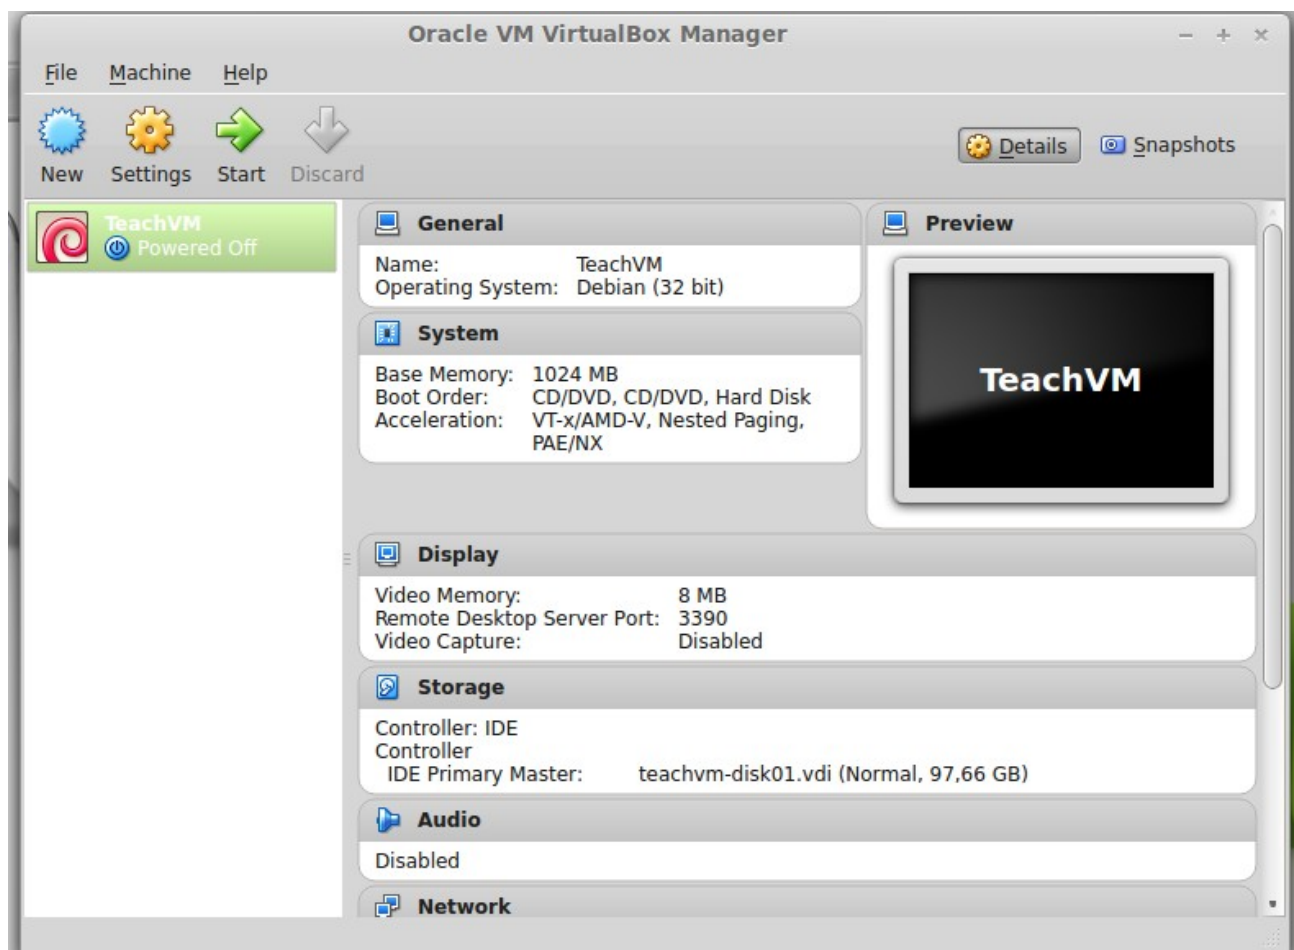 Oracle VM VirtualBox Manager
File Machine Help
New Settings Start Discard
Details Snapshots
TeachVM
Powered Off
General
Name: TeachVM
Operating System: Debian (32 bit)
System
Base Memory: 1024 MB
Boot Order: CD/DVD, CD/DVD, Hard Disk
Acceleration: VT-x/AMD-V, Nested Paging,
PAE/NX
Preview
TeachVM
Display
Video Memory: 8 MB
Remote Desktop Server Port: 3390
Video Capture: Disabled
Storage
Controller: IDE
Controller
IDE Primary Master: teachvm-disk01.vdi (Normal, 97,66 GB)
Audio
Disabled
Network